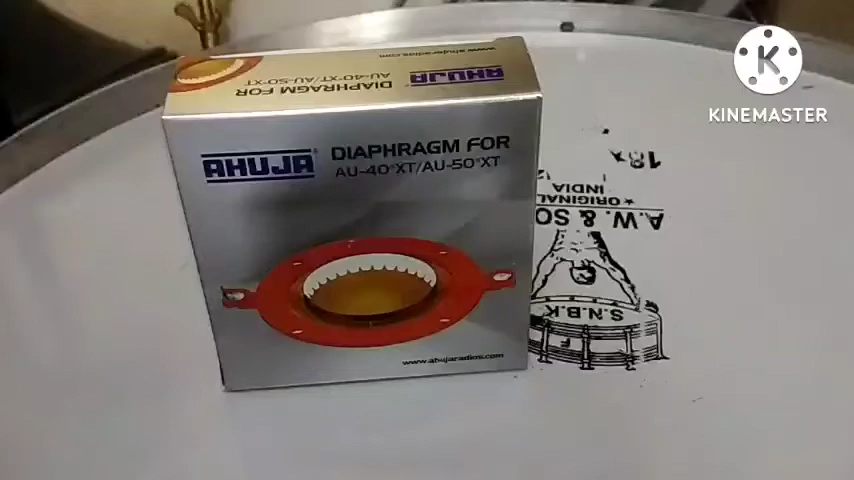 www.ahujaradios.com
AHUJA
DIAPHRAGM FOR
AU-40*XT/AU-50*XT
AHUJA®
DIAPHRAGM FOR
AU-40*XT/AU-50*XT
www.ahujaradios.com
KINEMASTER
18x
INDIA
★ORIGINAL
A.W. & SO
S.N.B.K